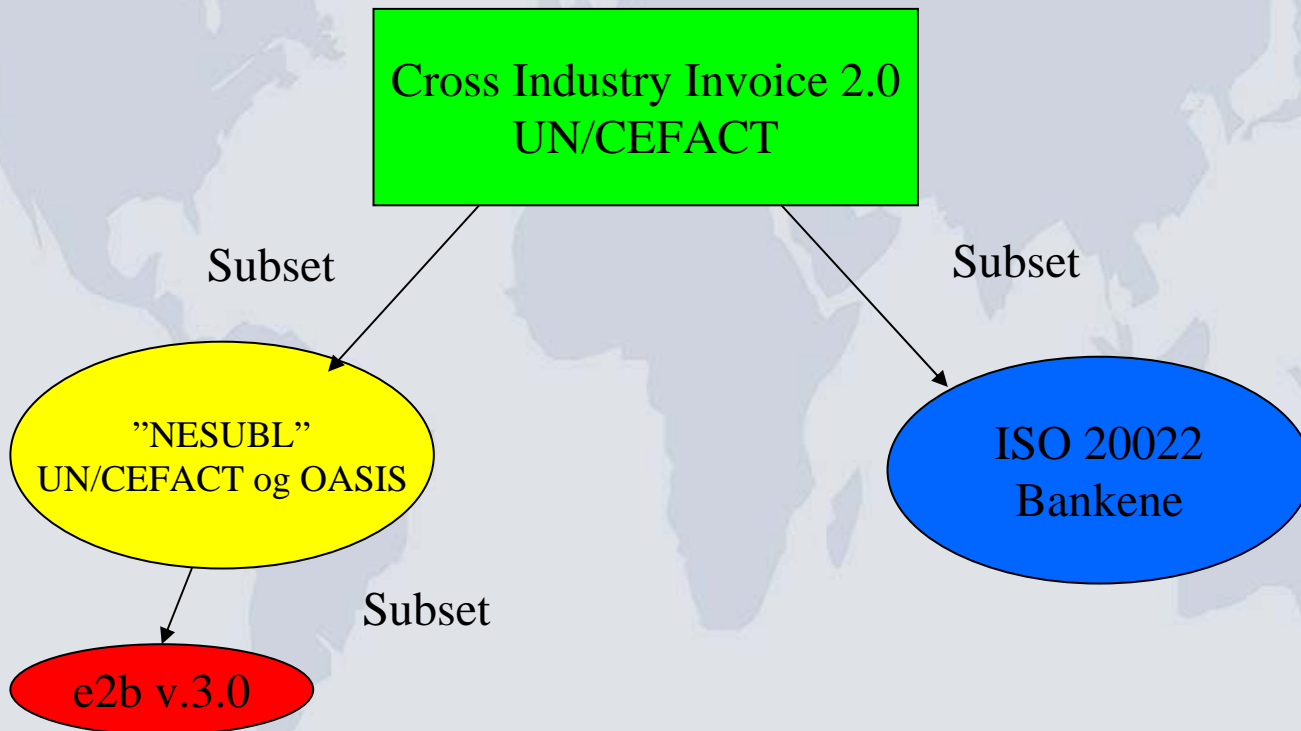 Cross Industry Invoice 2.0
UN/CEFACT
Subset
Subset
”NESUBL”
UN/CEFACT og OASIS
ISO 20022
Bankene
Subset
e2b v.3.0